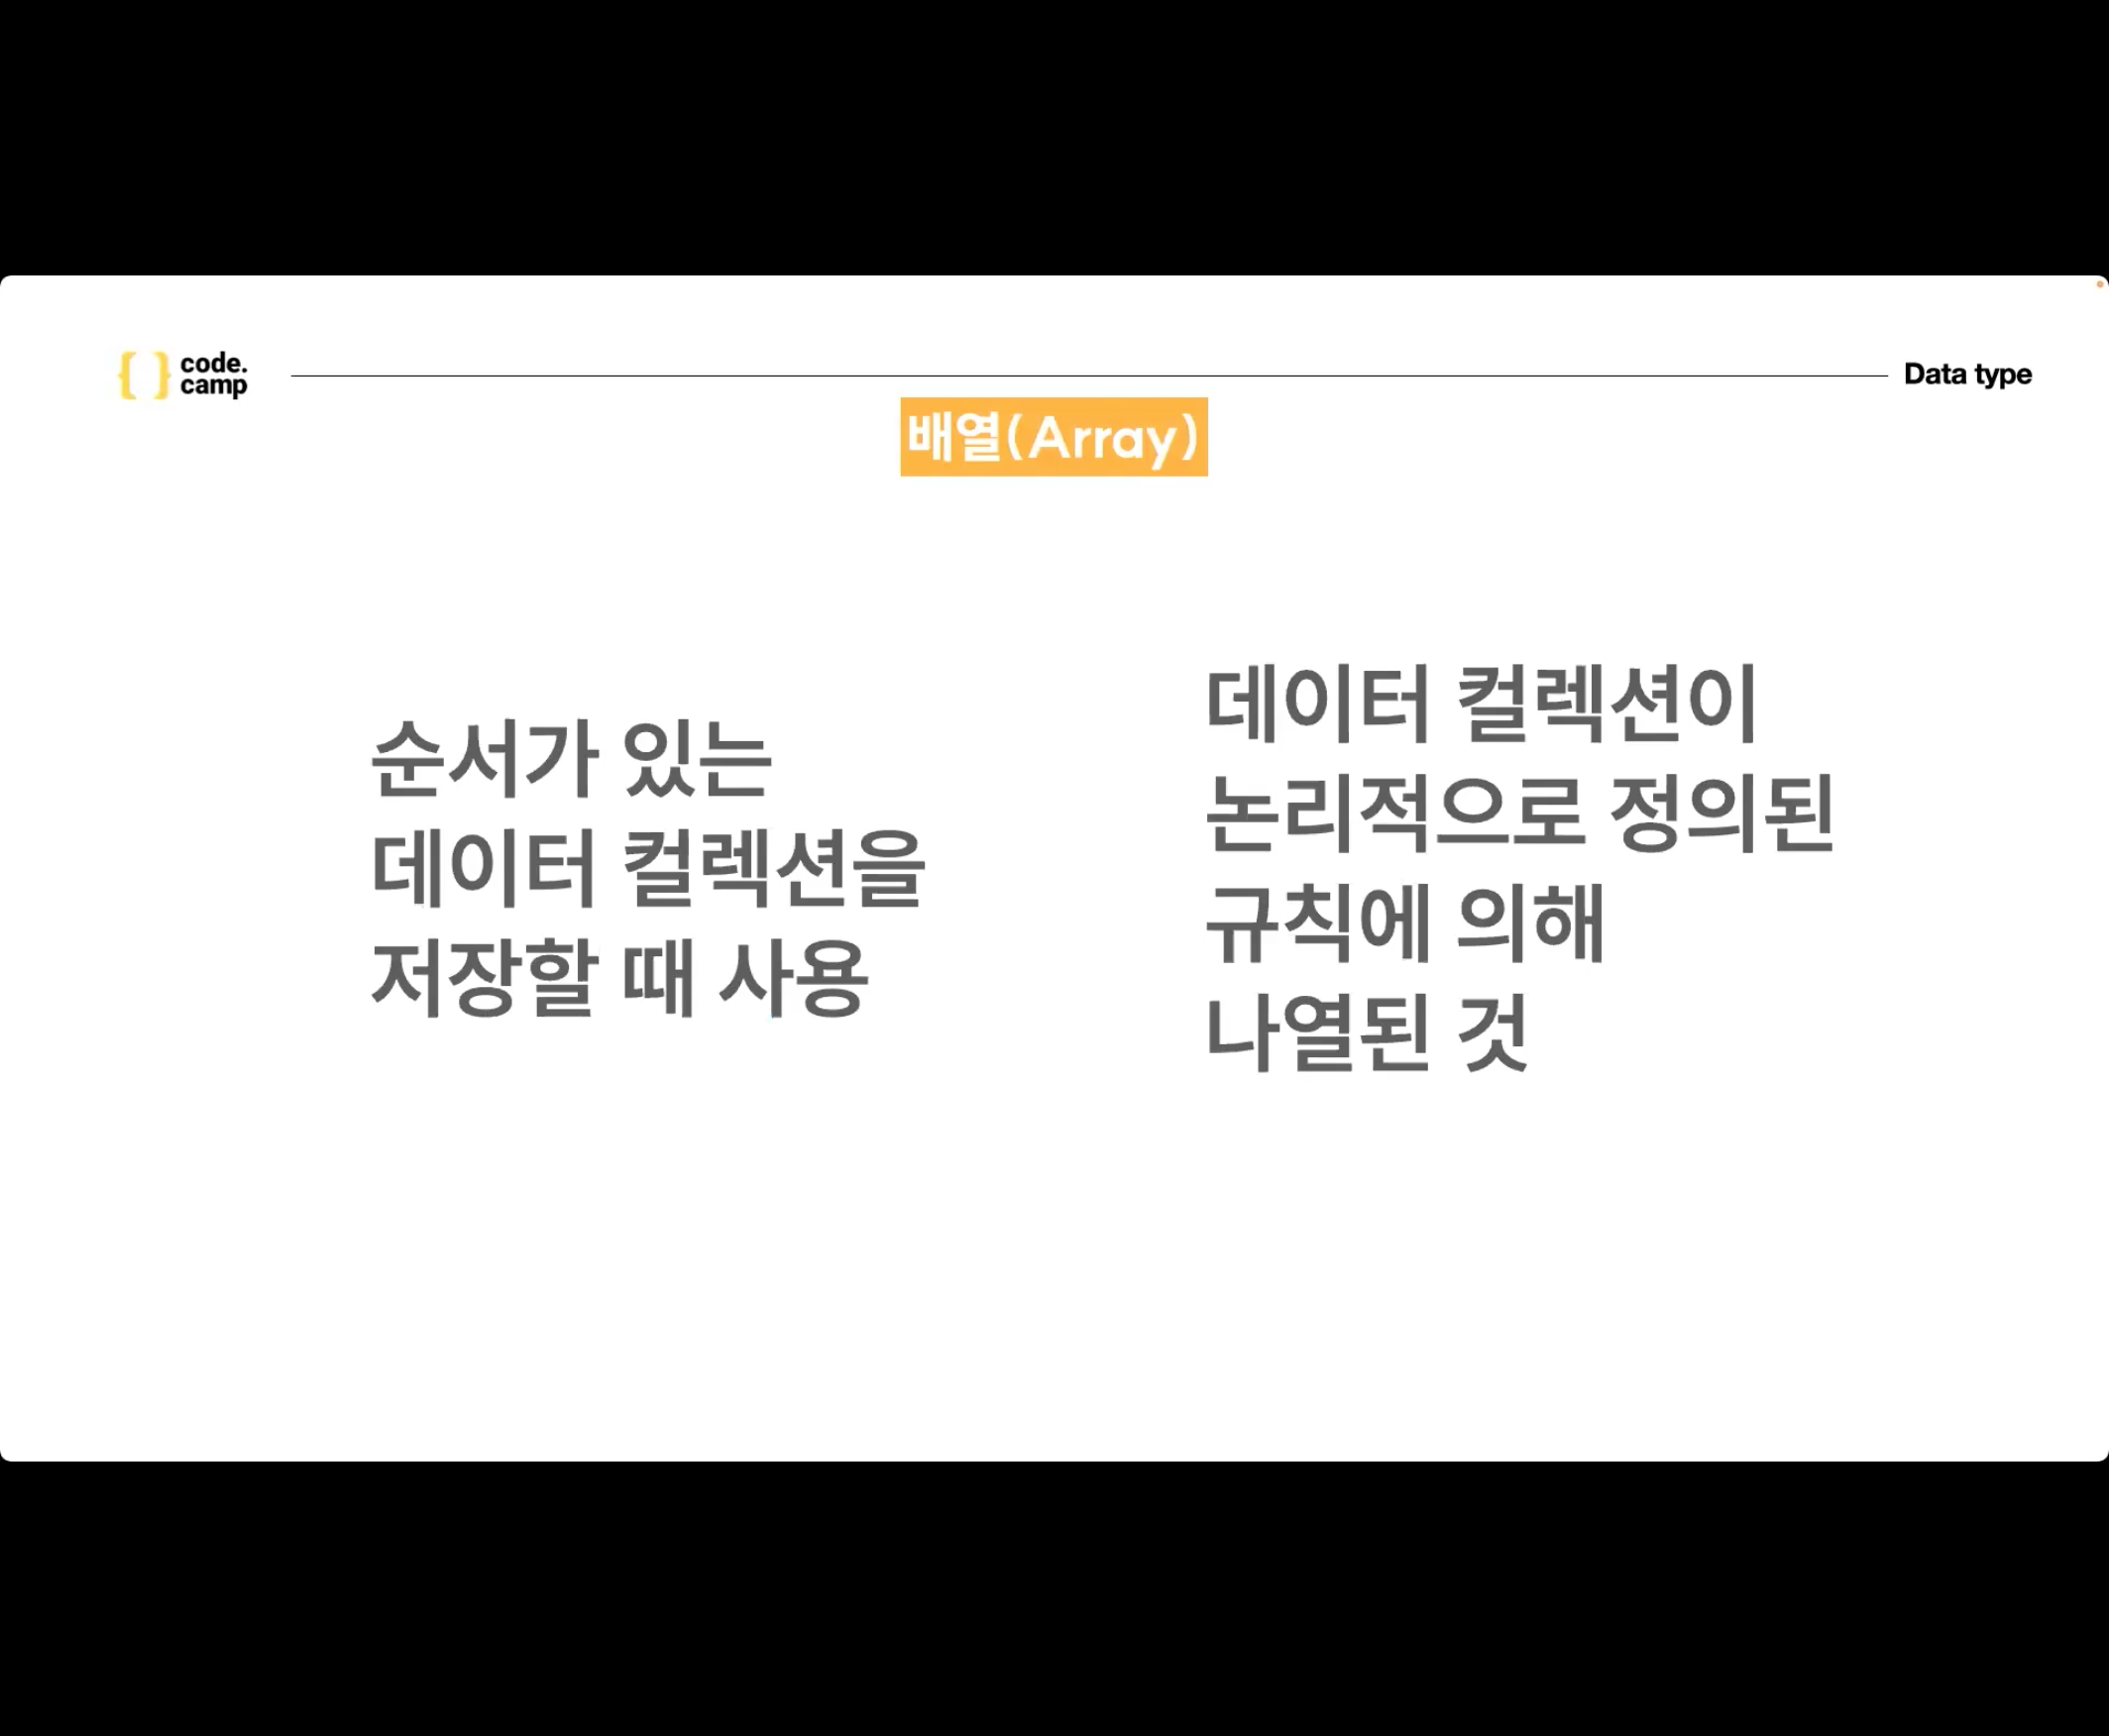 { } code.
camp
Data type
배열(Array)
순서가 있는
데이터 컬렉션을
저장할 때 사용
데이터 컬렉션이
논리적으로 정의된
규칙에 의해
나열된 것